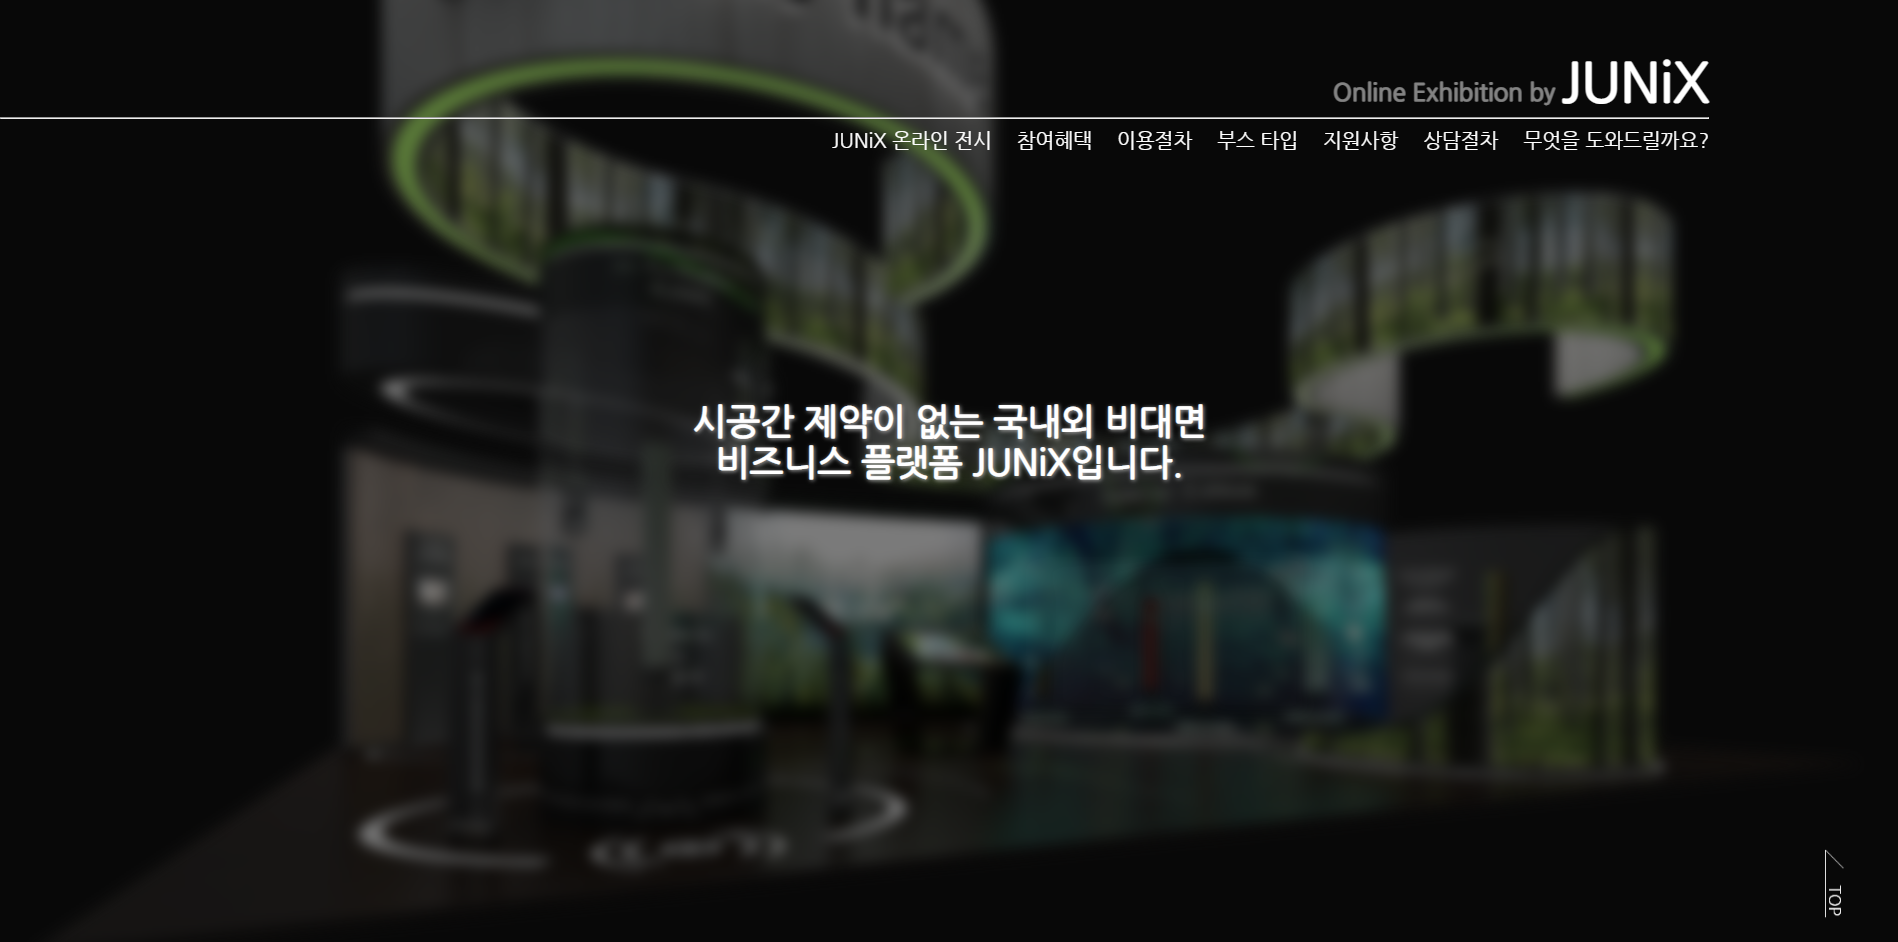 Online Exhibition by JUNiX
JUNiX 온라인 전시 참여혜택 이용절차 부스 타입 지원사항 상담절차 무엇을 도와드릴까요?
시공간 제약이 없는 국내외 비대면
비즈니스 플랫폼 JUNiX입니다.
TOP